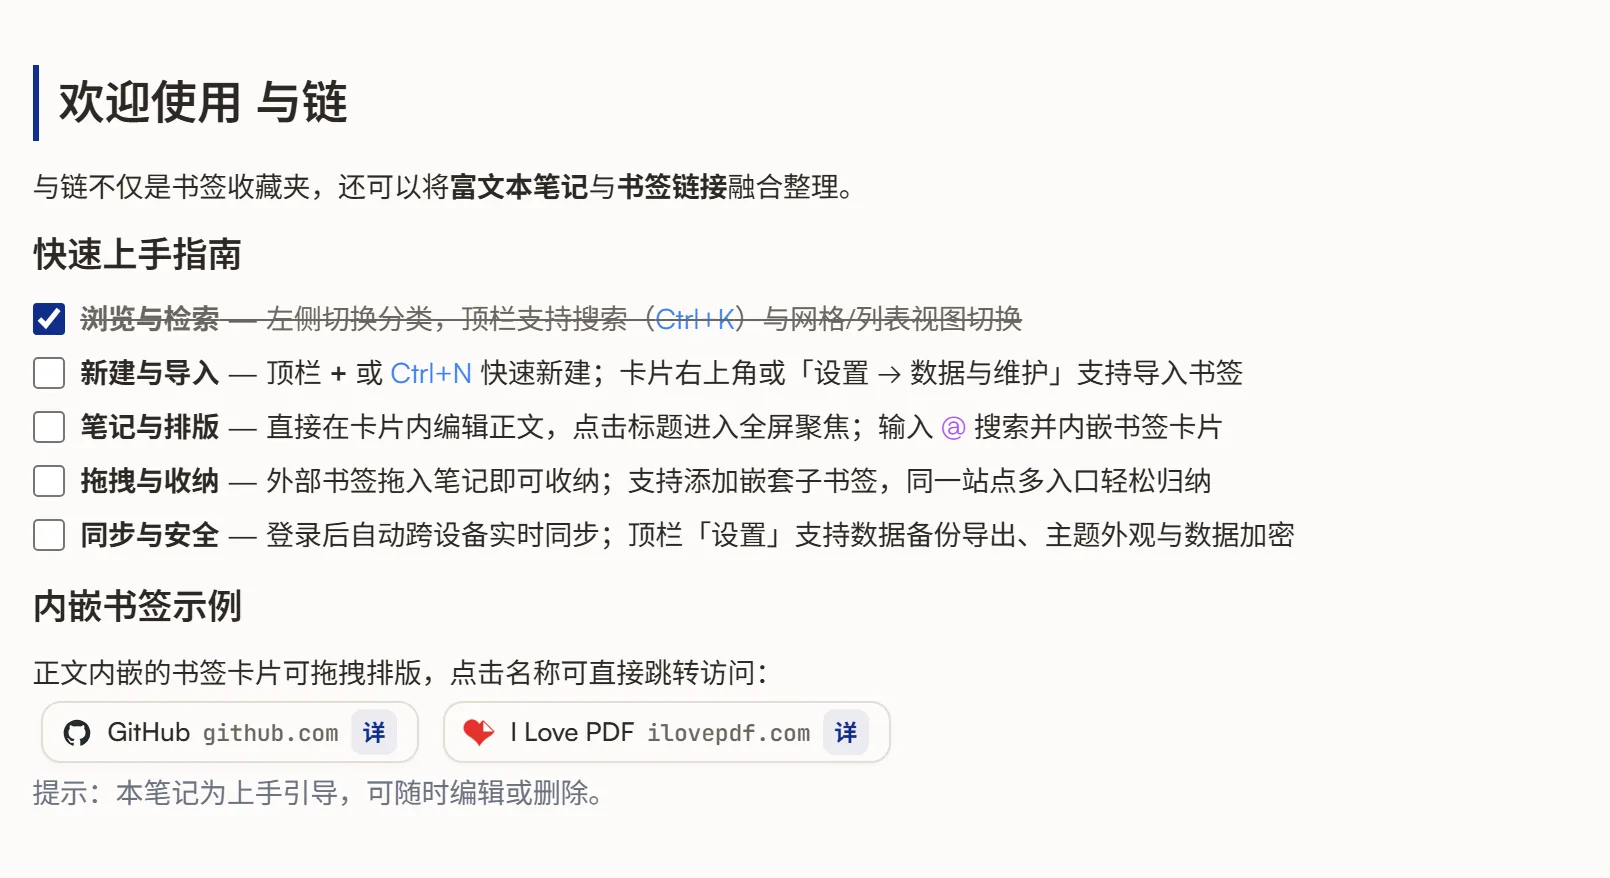 欢迎使用 与链
与链不仅是书签收藏夹，还可以将富文本笔记与书签链接融合整理。
快速上手指南
浏览与检索 — 左侧切换分类，顶栏支持搜索（Ctrl+K）与网格/列表视图切换
新建与导入 — 顶栏 + 或 Ctrl+N 快速新建；卡片右上角或「设置 → 数据与维护」支持导入书签
笔记与排版 — 直接在卡片内编辑正文，点击标题进入全屏聚焦；输入 @ 搜索并内嵌书签卡片
拖拽与收纳 — 外部书签拖入笔记即可收纳；支持添加嵌套子书签，同一站点多入口轻松归纳
同步与安全 — 登录后自动跨设备实时同步；顶栏「设置」支持数据备份导出、主题外观与数据加密
内嵌书签示例
正文内嵌的书签卡片可拖拽排版，点击名称可直接跳转访问：
GitHub github.com 详 I Love PDF ilovepdf.com 详
提示：本笔记为上手引导，可随时编辑或删除。